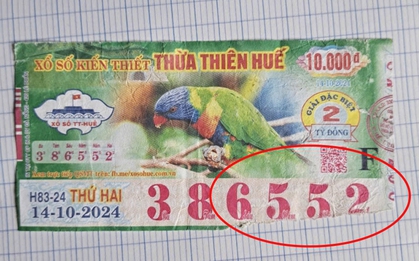 XỔ SỐ KIẾN THIẾT THỪA THIÊN HUẾ
10.000đ
GIẢI ĐẶC BIỆT
2
TỶ ĐỒNG
XỔ SỐ TT-HUẾ
386552
F
H83-24 THỨ HAI
14-10-2024
386552